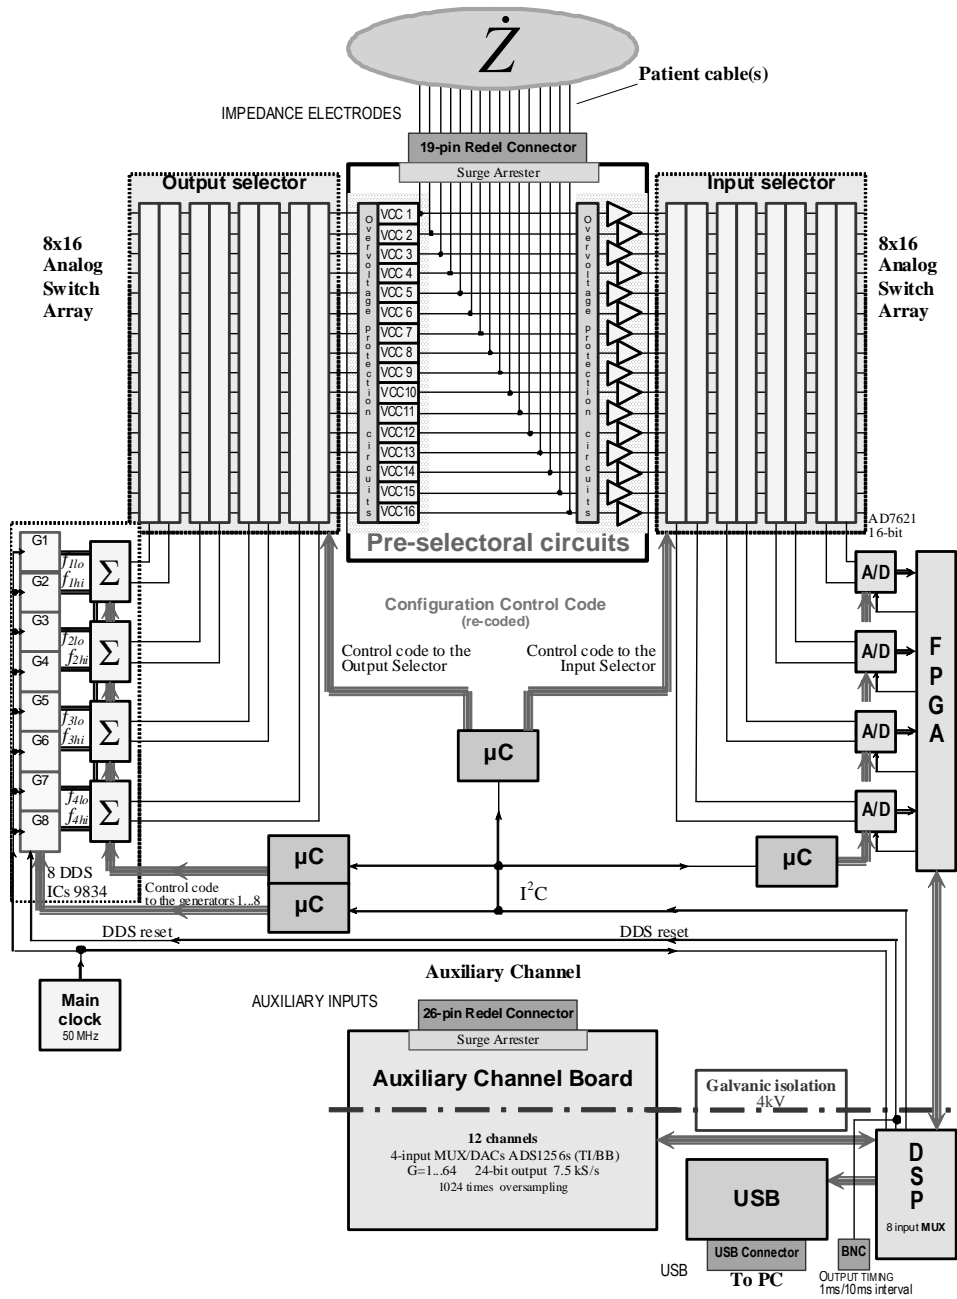 Ż
Patient cable(s)
IMPEDANCE ELECTRODES
19-pin Redel Connector
Surge Arrester
Output selector
Input selector
8x16
Analog
Switch
Array
8x16
Analog
Switch
Array
Overvoltage protection circuits
VCC 1
VCC 2
VCC 3
VCC 4
VCC 5
VCC 6
VCC 7
VCC 8
VCC 9
VCC10
VCC11
VCC12
VCC13
VCC14
VCC15
VCC16
Overvoltage protection circuits
Pre-selectoral circuits
AD7621
16-bit
G1
G2
G3
G4
G5
G6
G7
G8
f1lo
f1hi
f2lo
f2hi
f3lo
f3hi
f4lo
f4hi
Σ
Σ
Σ
Σ
A/D
A/D
A/D
A/D
FPGA
Configuration Control Code
(re-coded)
Control code to the
Output Selector
Control code to the
Input Selector
µC
µC
µC
µC
8 DDS
ICs 9834
Control code
to the generators 1...8
I²C
DDS reset
DDS reset
Main
clock
50 MHz
Auxiliary Channel
AUXILIARY INPUTS
26-pin Redel Connector
Surge Arrester
Auxiliary Channel Board
Galvanic isolation
4kV
12 channels
4-input MUX/DACs ADS1256s (TI/BB)
G=1...64 24-bit output 7.5 kS/s
1024 times oversampling
DSP
8 input MUX
USB
USB Connector
USB
To PC
BNC
OUTPUT TIMING
1ms/10ms interval